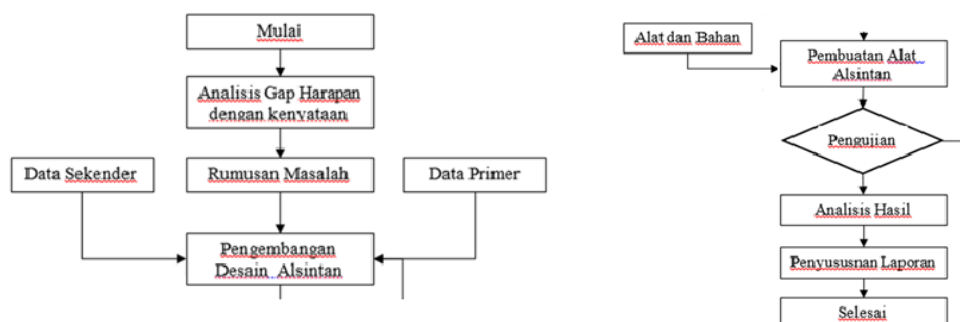 Mulai
Analisis Gap Harapan
dengan kenyataan
Data Sekender
Rumusan Masalah
Data Primer
Pengembangan
Desain Alsintan
Alat dan Bahan
Pembuatan Alat
Alsintan
Pengujian
Analisis Hasil
Penyususnan Laporan
Selesai